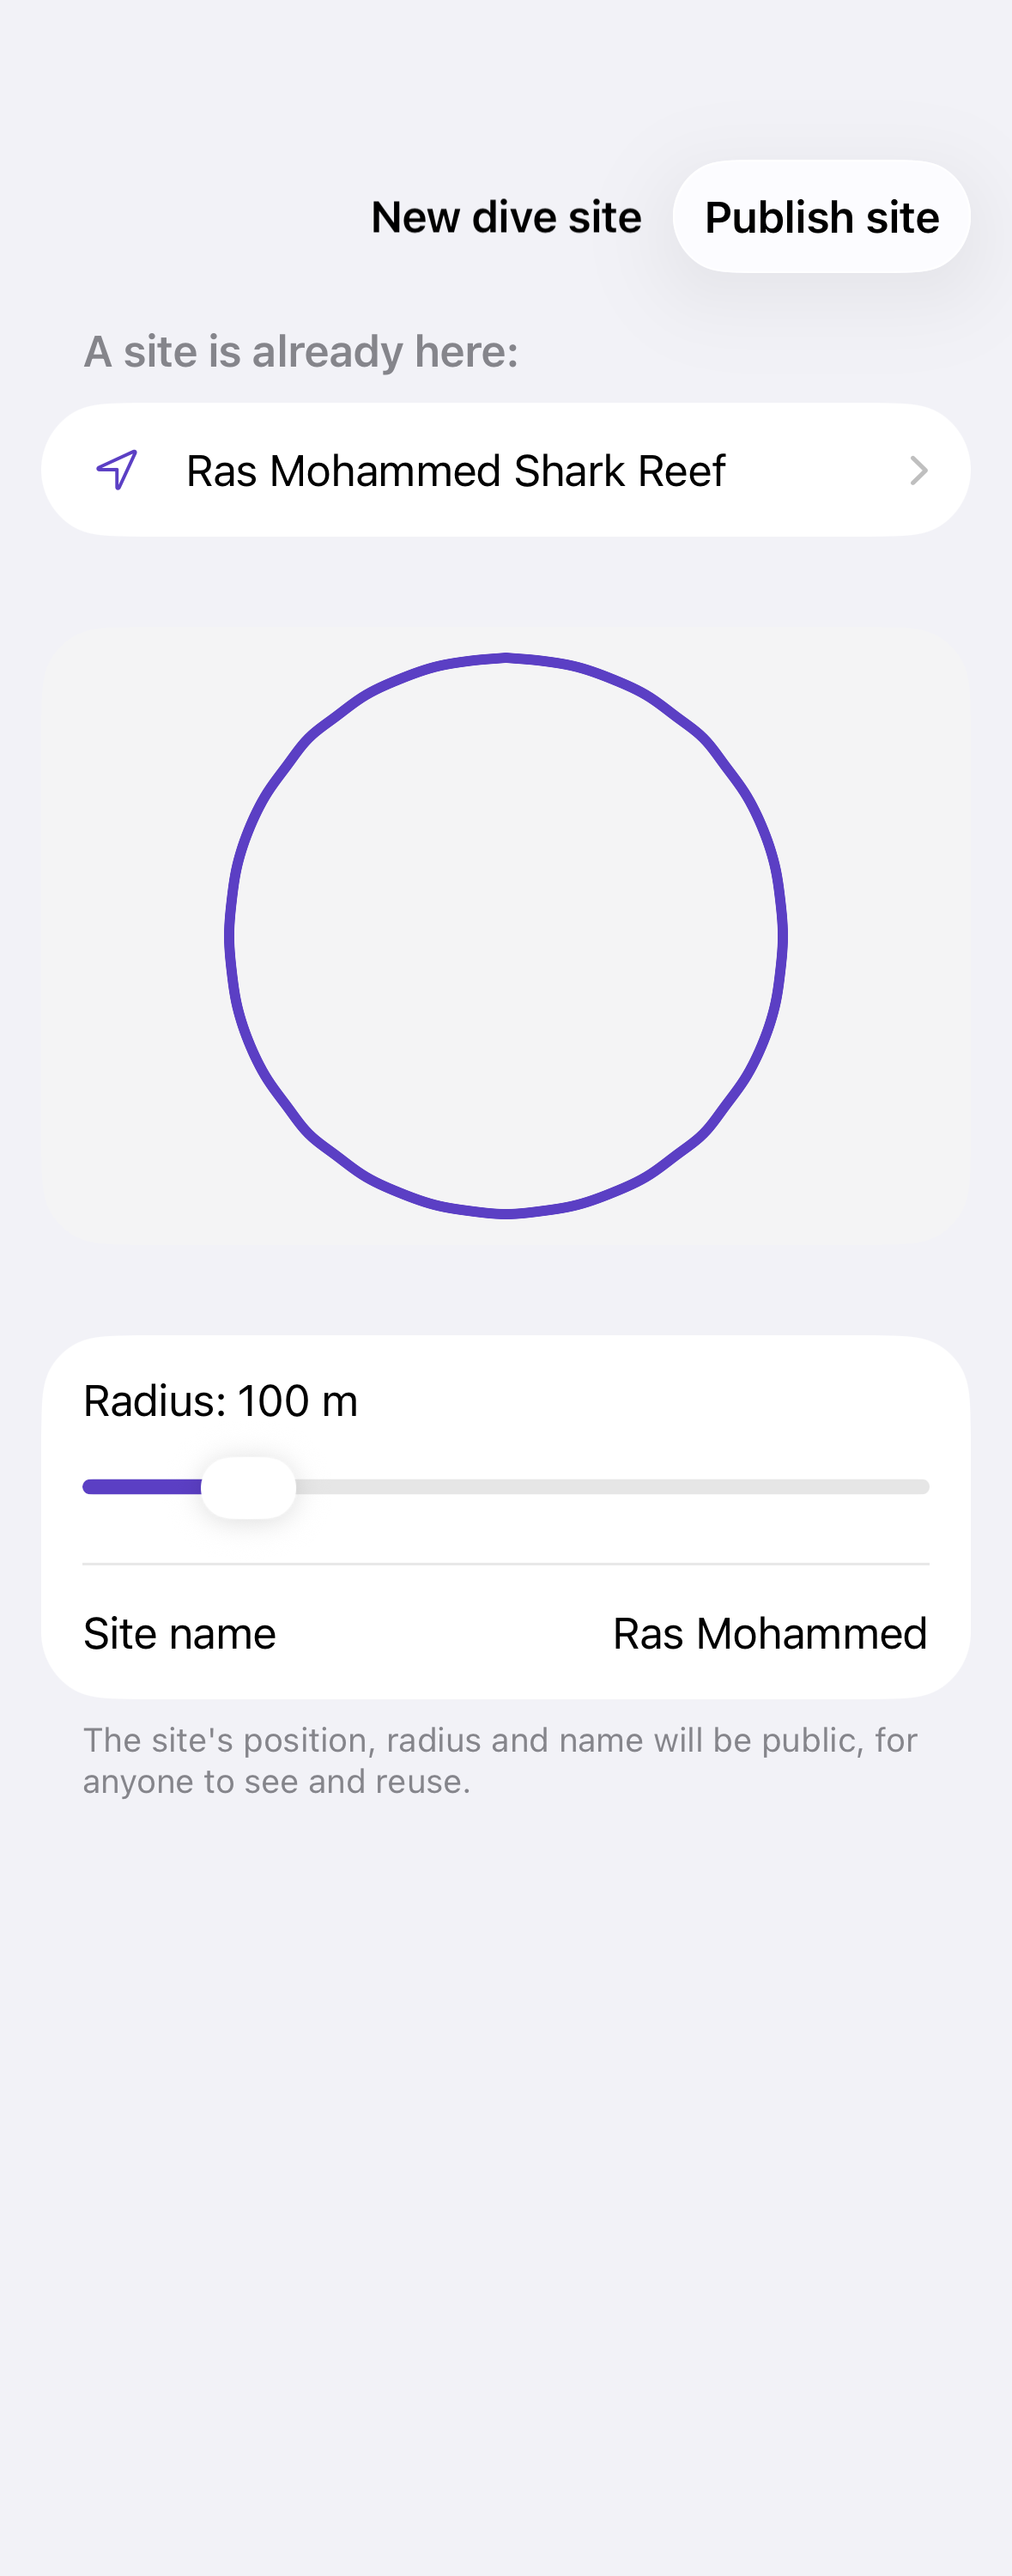 New dive site
Publish site
A site is already here:
Ras Mohammed Shark Reef
Radius: 100 m
Site name
Ras Mohammed
The site's position, radius and name will be public, for
anyone to see and reuse.